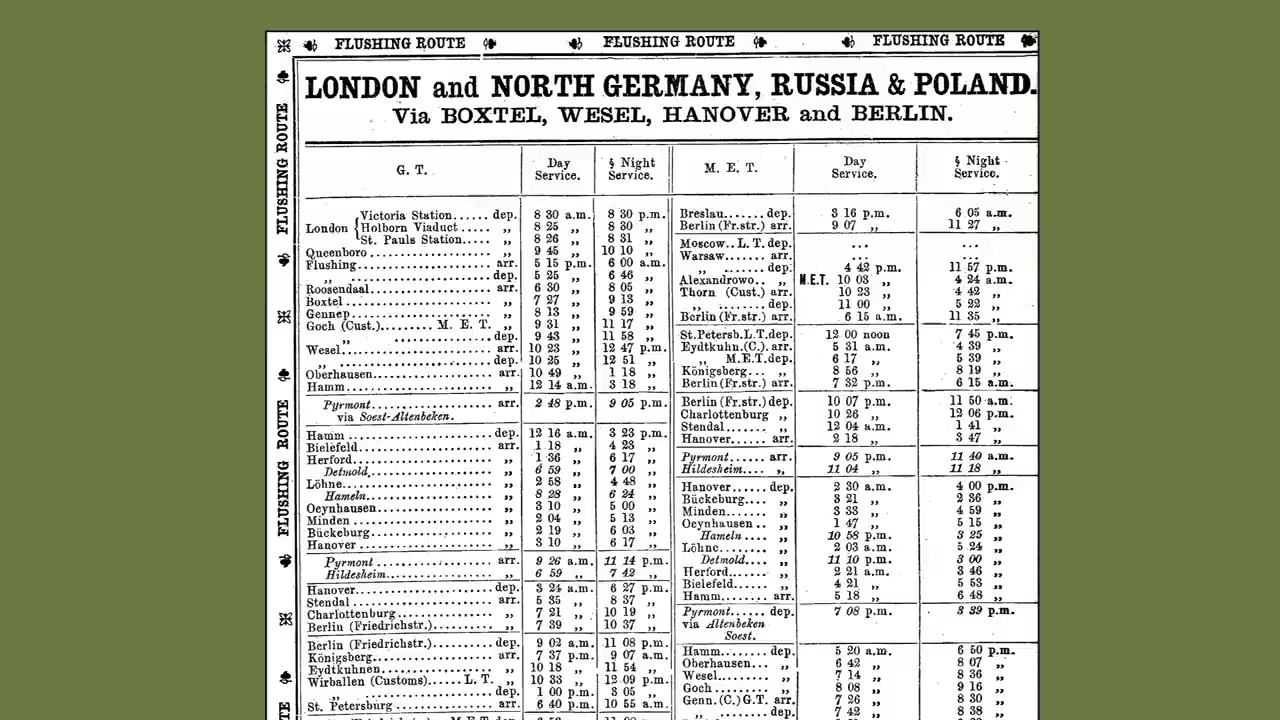 FLUSHING ROUTE FLUSHING ROUTE FLUSHING ROUTE
LONDON and NORTH GERMANY, RUSSIA & POLAND.
Via BOXTEL, WESEL, HANOVER and BERLIN.
G. T. Day Service. § Night Service.
London { Victoria Station...... dep. 8 30 a.m. 8 30 p.m.
Holborn Viaduct ...... „ 8 25 „ 8 30 „
St. Pauls Station..... „ 8 26 „ 8 31 „
Queenboro „ 9 45 „ 10 10 „
Flushing arr. 5 15 p.m. 6 00 a.m.
„ dep. 5 25 „ 6 46 „
Roosendaal arr. 6 30 „ 8 05 „
Boxtel „ 7 27 „ 9 13 „
Gennep „ 8 13 „ 9 59 „
Goch (Cust.)........ M. E. T. „ 9 31 „ 11 17 „
„ dep. 9 43 „ 11 58 „
Wesel arr. 10 23 „ 12 47 p.m.
„ dep. 10 25 „ 12 51 „
Oberhausen arr. 10 49 „ 1 18 „
Hamm „ 12 14 a.m. 3 18 „
Pyrmont arr. 2 48 p.m. 9 05 p.m.
via Soest-Altenbeken.
Hamm dep. 12 16 a.m. 3 23 p.m.
Bielefeld arr. 1 18 „ 4 23 „
Herford „ 1 36 „ 6 17 „
Detmold „ 6 59 „ 7 00 „
Löhne „ 2 58 „ 4 48 „
Hameln „ 8 28 „ 6 24 „
Oeynhausen „ 3 10 „ 5 00 „
Minden „ 2 04 „ 5 13 „
Bückeburg „ 2 19 „ 6 03 „
Hanover „ 3 10 „ 6 17 „
Pyrmont arr. 9 26 a.m. 11 14 p.m.
Hildesheim „ 6 59 „ 7 42 „
Hanover dep. 3 24 a.m. 6 27 p.m.
Stendal arr. 5 35 „ 8 37 „
Charlottenburg „ 7 21 „ 10 19 „
Berlin (Friedrichstr.) „ 7 39 „ 10 37 „
Berlin (Friedrichstr.) dep. 9 02 a.m. 11 08 p.m.
Königsberg arr. 7 37 p.m. 9 07 a.m.
Eydtkuhnen „ 10 18 „ 11 54 „
Wirballen (Customs)...... L. T. „ 10 33 „ 12 09 p.m.
„ dep. 1 00 p.m. 3 05 „
St. Petersburg arr. 6 40 p.m. 10 55 a.m.
M. E. T. Day Service. § Night Service.
Breslau....... dep. 3 16 p.m. 6 05 a.m.
Berlin (Fr.str.) arr. 9 07 „ 11 27 „
Moscow.. L. T. dep. ... ...
Warsaw...... arr. ... ...
„ ....... dep. 4 42 p.m. 11 57 p.m.
Alexandrowo.. „ M.E.T. 10 03 „ 4 24 a.m.
Thorn (Cust.) arr. 10 23 „ 4 42 „
„ ....... dep. 11 00 „ 5 22 „
Berlin (Fr.str.) arr. 6 15 a.m. 11 35 „
St.Petersb.L.T.dep. 12 00 noon 7 45 p.m.
Eydtkuhn.(C.). arr. 5 31 a.m. 4 39 „
„ M.E.T.dep. 6 17 „ 5 39 „
Königsberg... „ 8 56 „ 8 19 „
Berlin (Fr.str.) arr. 7 32 p.m. 6 15 a.m.
Berlin (Fr.str.) dep. 10 07 p.m. 11 50 a.m.
Charlottenburg „ 10 26 „ 12 06 p.m.
Stendal....... „ 12 04 a.m. 1 41 „
Hanover...... arr. 2 18 „ 3 47 „
Pyrmont...... arr. 9 05 p.m. 11 40 a.m.
Hildesheim.... „ 11 04 „ 11 18 „
Hanover...... dep. 2 30 a.m. 4 00 p.m.
Bückeburg.... „ 3 21 „ 2 36 „
Minden....... „ 3 33 „ 4 59 „
Oeynhausen.. „ 1 47 „ 5 15 „
Hameln .... „ 10 58 p.m. 3 25 „
Löhne........ „ 2 03 a.m. 5 24 „
Detmold.... „ 11 10 p.m. 3 00 „
Herford...... „ 2 21 a.m. 3 46 „
Bielefeld..... „ 4 21 „ 5 53 „
Hamm........ arr. 5 18 „ 6 48 „
Pyrmont...... dep. 7 08 p.m. 3 39 p.m.
via Altenbeken
Soest.
Hamm........ dep. 5 20 a.m. 6 50 p.m.
Oberhausen... „ 6 42 „ 8 07 „
Wesel........ „ 7 14 „ 8 36 „
Goch ........ „ 8 08 „ 9 16 „
Genn.(C.)G.T. arr. 7 26 „ 8 30 „
„ ........ dep. 7 42 „ 8 38 „
FLUSHING ROUTE
FLUSHING ROUTE